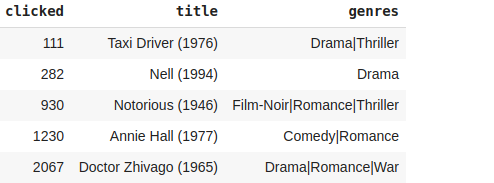 clicked title genres
111 Taxi Driver (1976) Drama|Thriller
282 Nell (1994) Drama
930 Notorious (1946) Film-Noir|Romance|Thriller
1230 Annie Hall (1977) Comedy|Romance
2067 Doctor Zhivago (1965) Drama|Romance|War